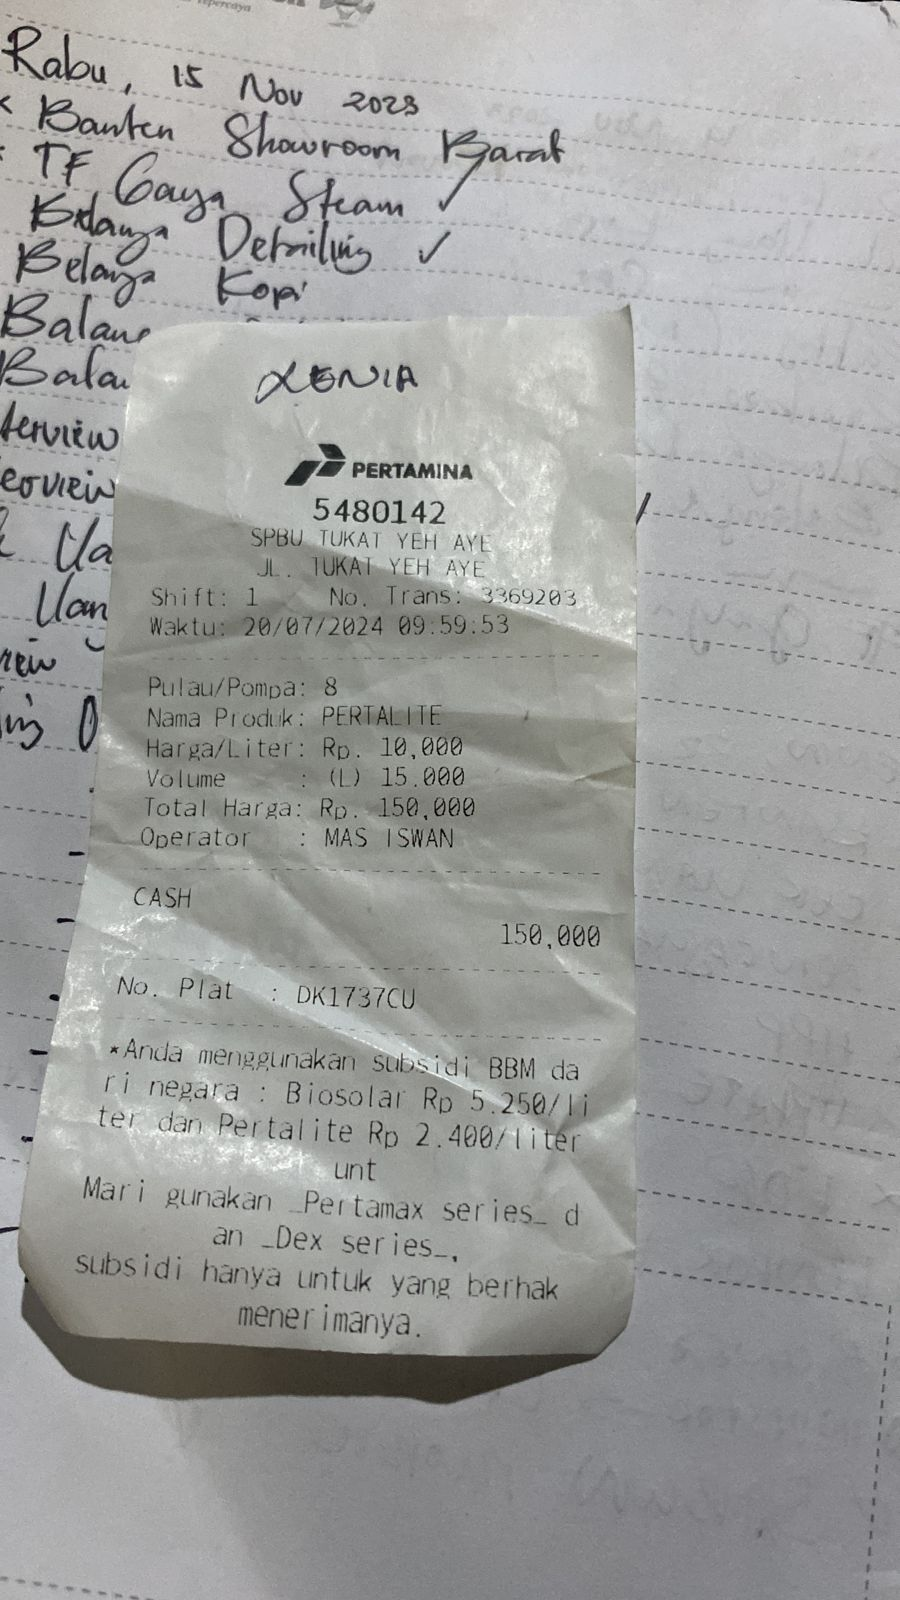 Rabu, 15 Nov 2023
Banten Showroom Barat
TF Gaya Steam ✓
Belanja Detailing ✓
Belanja Kopi
XENIA
PERTAMINA
5480142
SPBU TUKAT YEH AYE
JL. TUKAT YEH AYE
Shift: 1 No. Trans: 3369203
Waktu: 20/07/2024 09:59:53
Pulau/Pompa: 8
Nama Produk: PERTALITE
Harga/Liter: Rp. 10,000
Volume : (L) 15.000
Total Harga: Rp. 150,000
Operator : MAS ISWAN
CASH
150,000
No. Plat : DK1737CU
*Anda menggunakan subsidi BBM da
ri negara : Biosolar Rp 5.250/li
ter dan Pertalite Rp 2.400/liter
unt
Mari gunakan _Pertamax series_ d
an _Dex series_,
subsidi hanya untuk yang berhak
menerimanya.